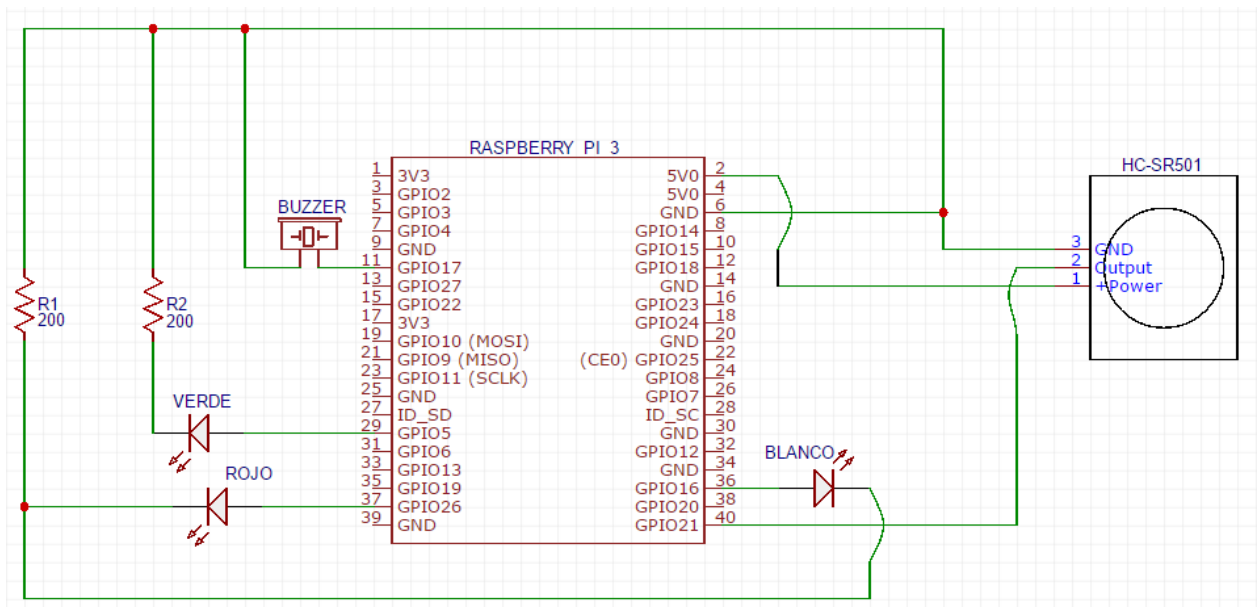 RASPBERRY PI 3
HC-SR501
BUZZER
1 3V3 5V0 2
3 GPIO2 5V0 4
5 GPIO3 GND 6
7 GPIO4 GPIO14 8
9 GND GPIO15 10
11 GPIO17 GPIO18 12
13 GPIO27 GND 14
15 GPIO22 GPIO23 16
17 3V3 GPIO24 18
19 GPIO10 (MOSI) GND 20
21 GPIO9 (MISO) (CE0) GPIO25 22
23 GPIO11 (SCLK) GPIO8 24
25 GND GPIO7 26
27 ID_SD ID_SC 28
29 GPIO5 GND 30
31 GPIO6 GPIO12 32
33 GPIO13 GND 34
35 GPIO19 GPIO16 36
37 GPIO26 GPIO20 38
39 GND GPIO21 40
3 GND
2 Output
1 +Power
R1
200
R2
200
VERDE
ROJO
BLANCO